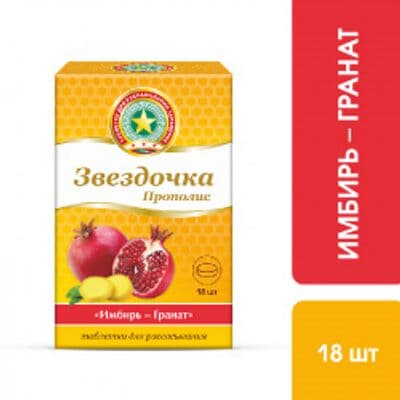 Звездочка
Прополис
18 шт
«Имбирь – Гранат»
таблетки для рассасывания
ИМБИРЬ – ГРАНАТ
18 шт